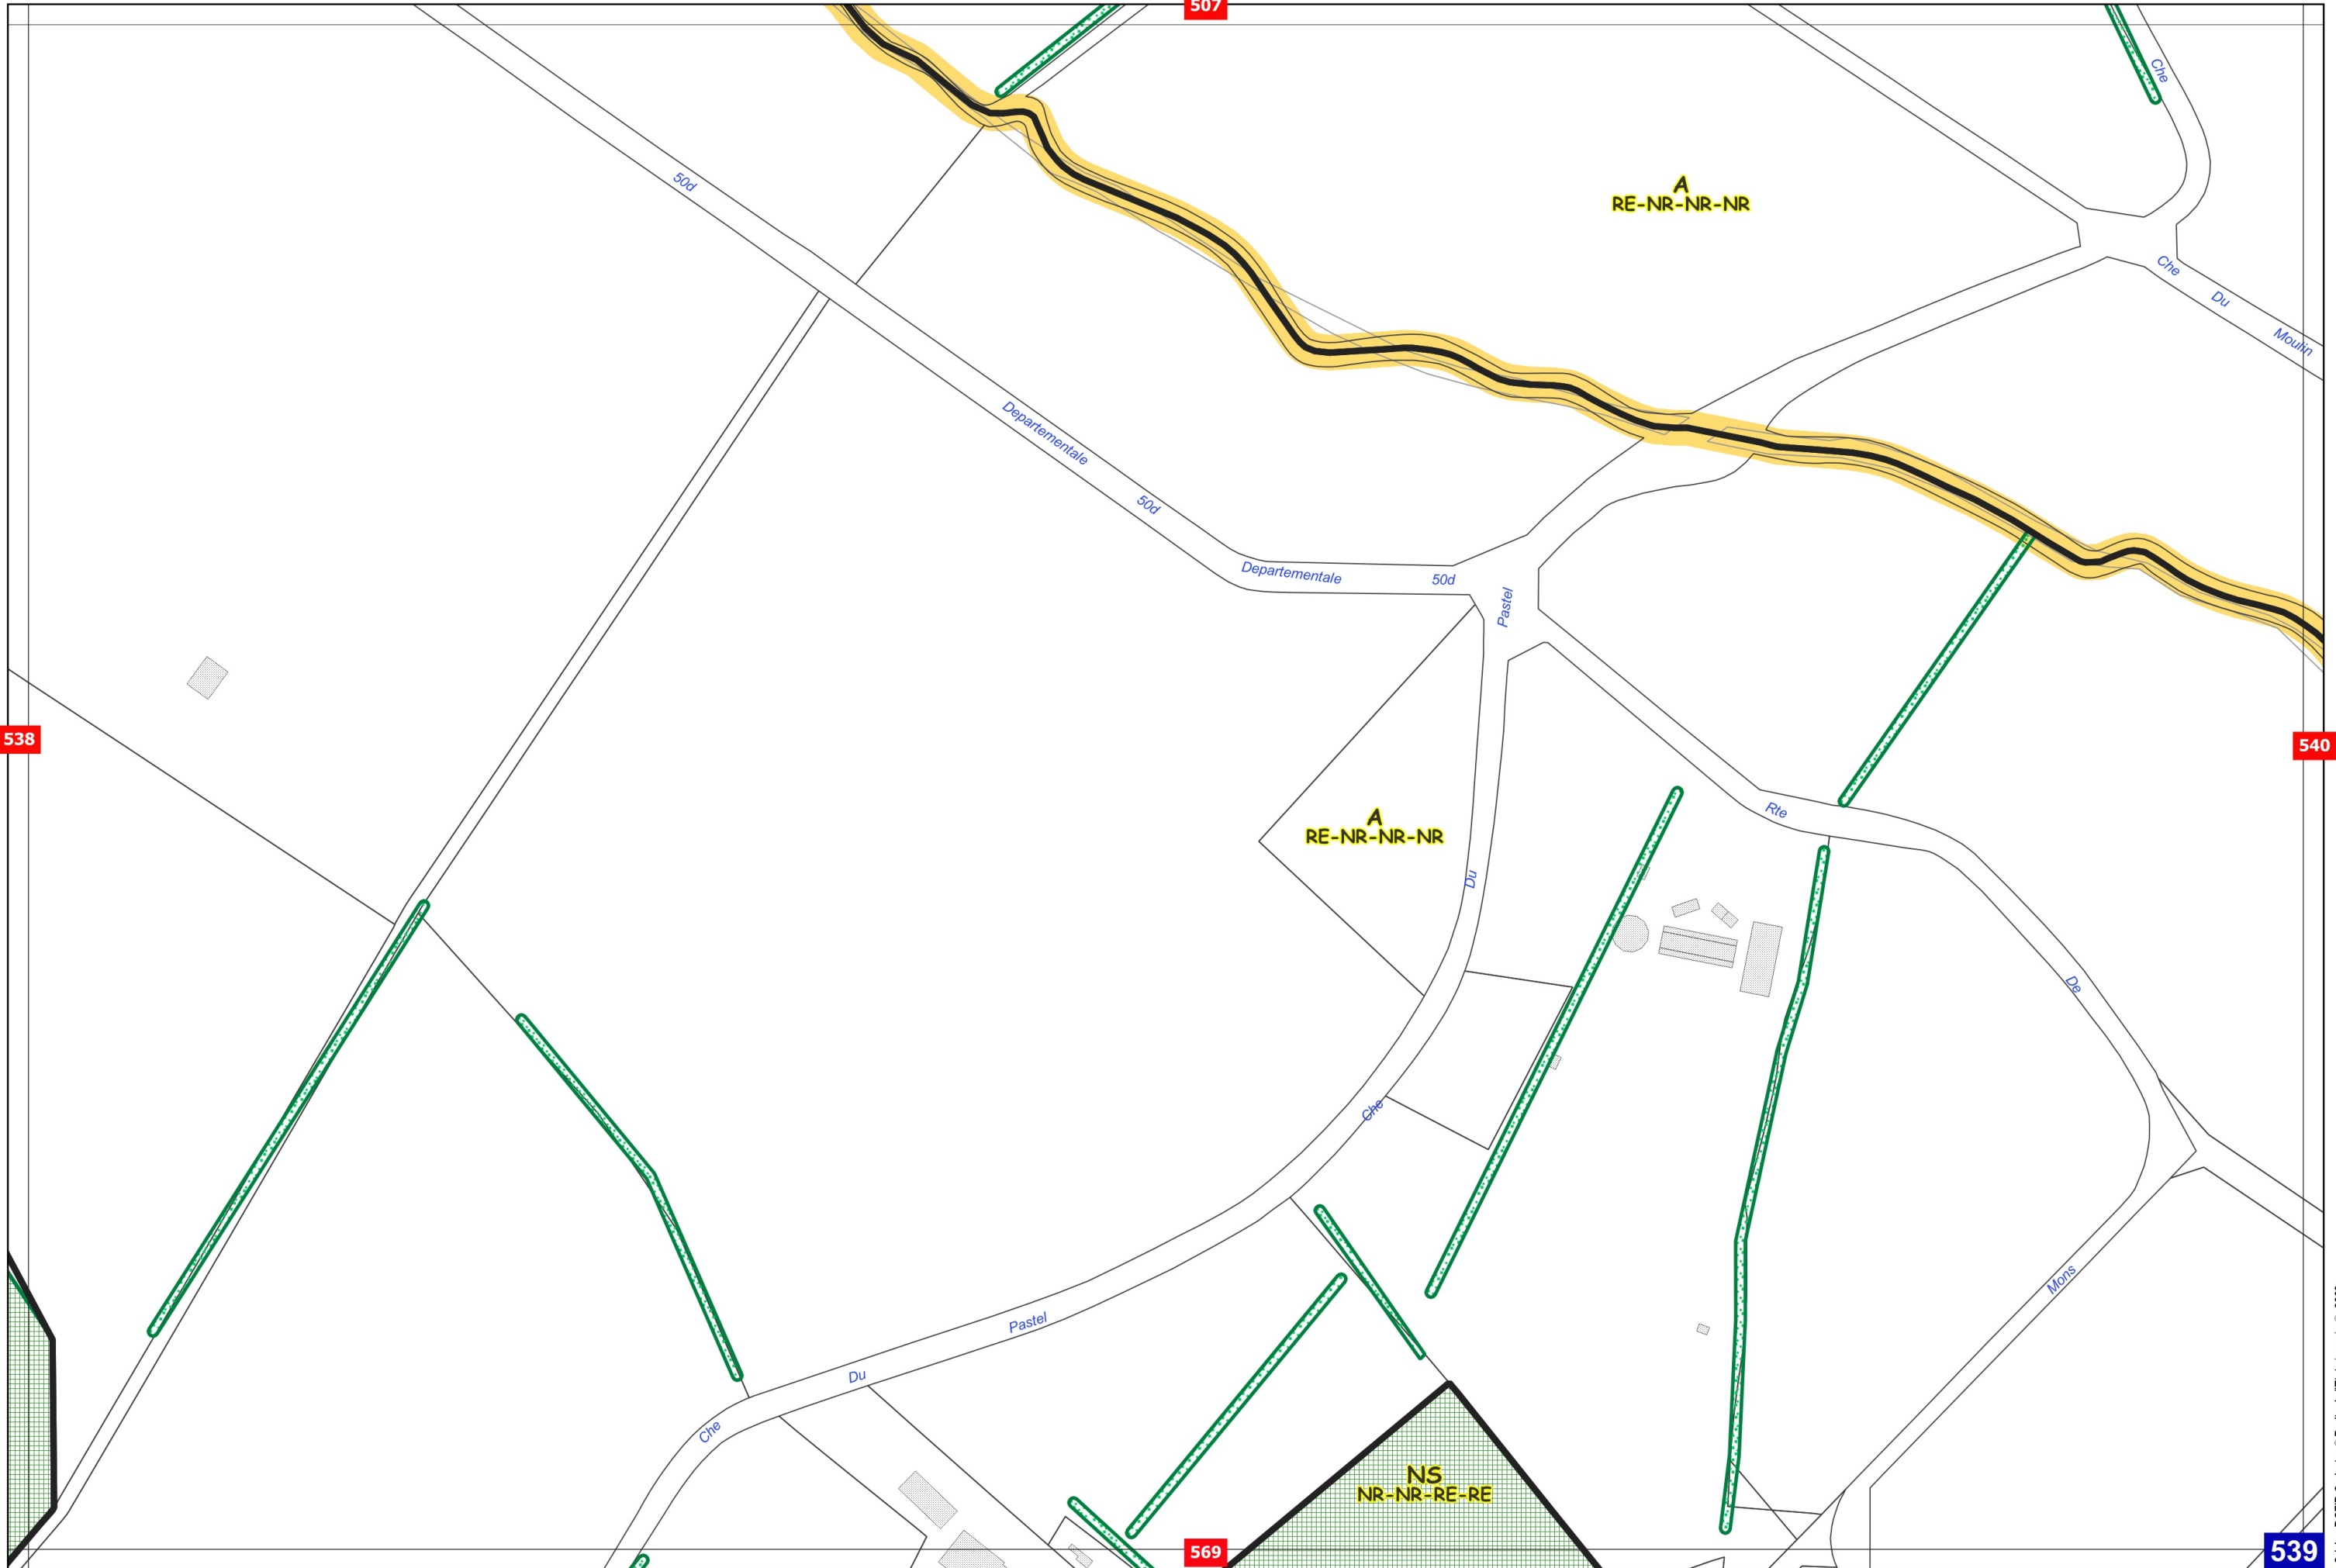 507
Che
50d
A
RE-NR-NR-NR
Che
Du
Moulin
Departementale
50d
Departementale
50d
Pastel
538
540
A
RE-NR-NR-NR
Rte
Du
De
Che
Mons
Pastel
Du
Che
NS
NR-NR-RE-RE
569
539